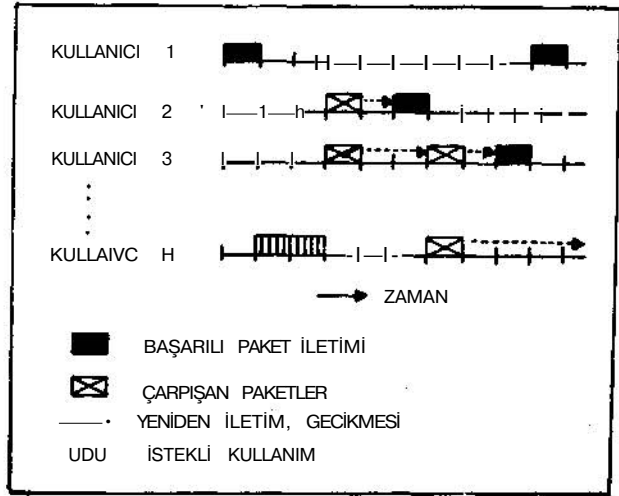 KULLANICI 1
KULLANICI 2
KULLANICI 3
KULLAIVC H
ZAMAN
BAŞARILI PAKET İLETİMİ
ÇARPIŞAN PAKETLER
YENİDEN İLETİM, GECİKMESİ
UDU İSTEKLİ KULLANIM